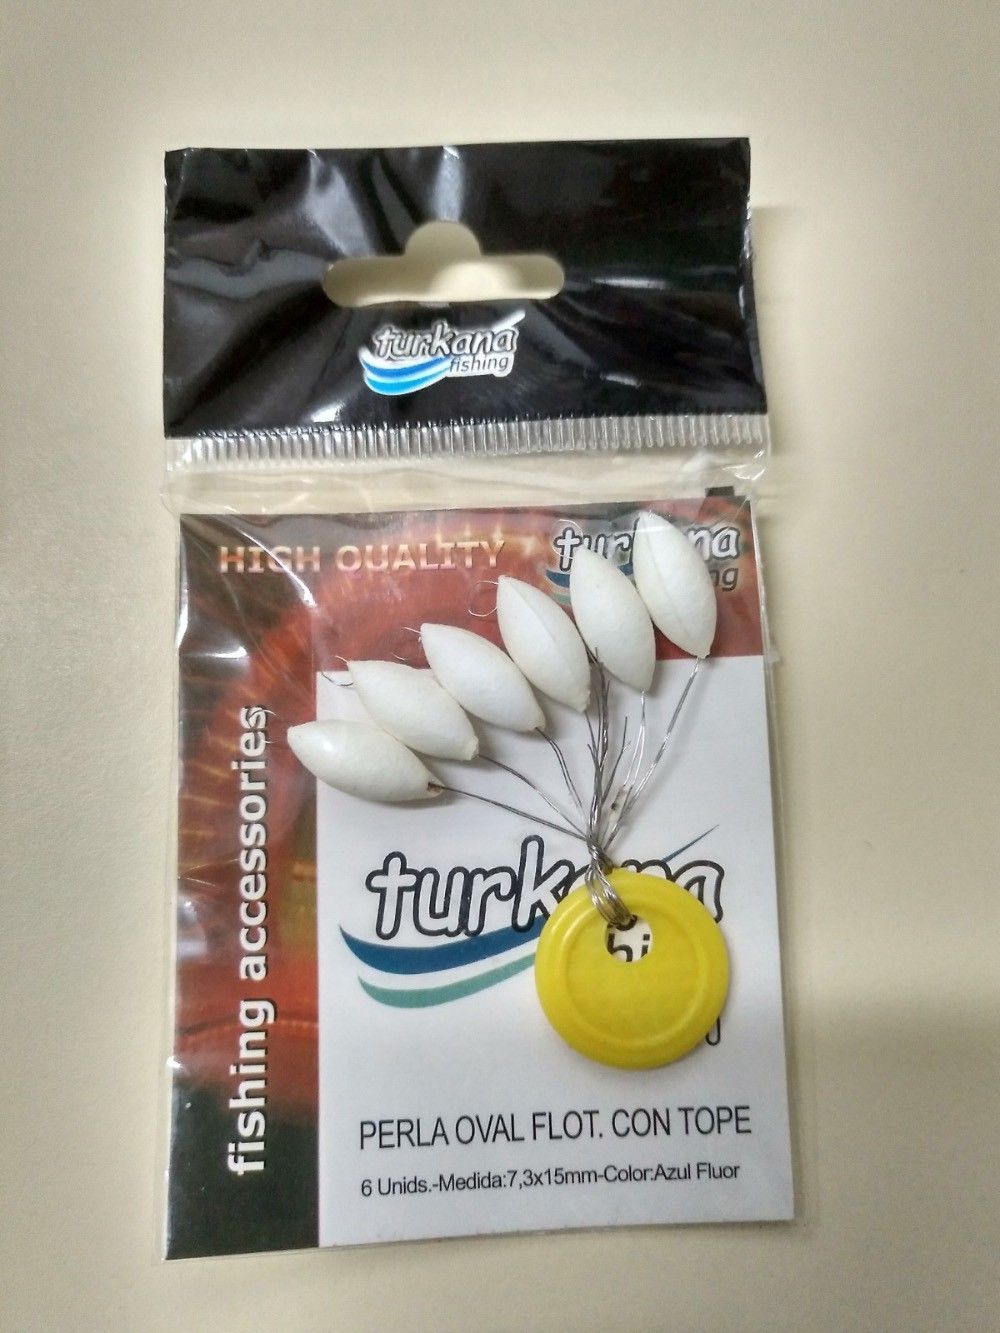 turkana
fishing
HIGH QUALITY
fishing accessories
PERLA OVAL FLOT. CON TOPE
6 Unids.-Medida:7,3x15mm-Color:Azul Fluor